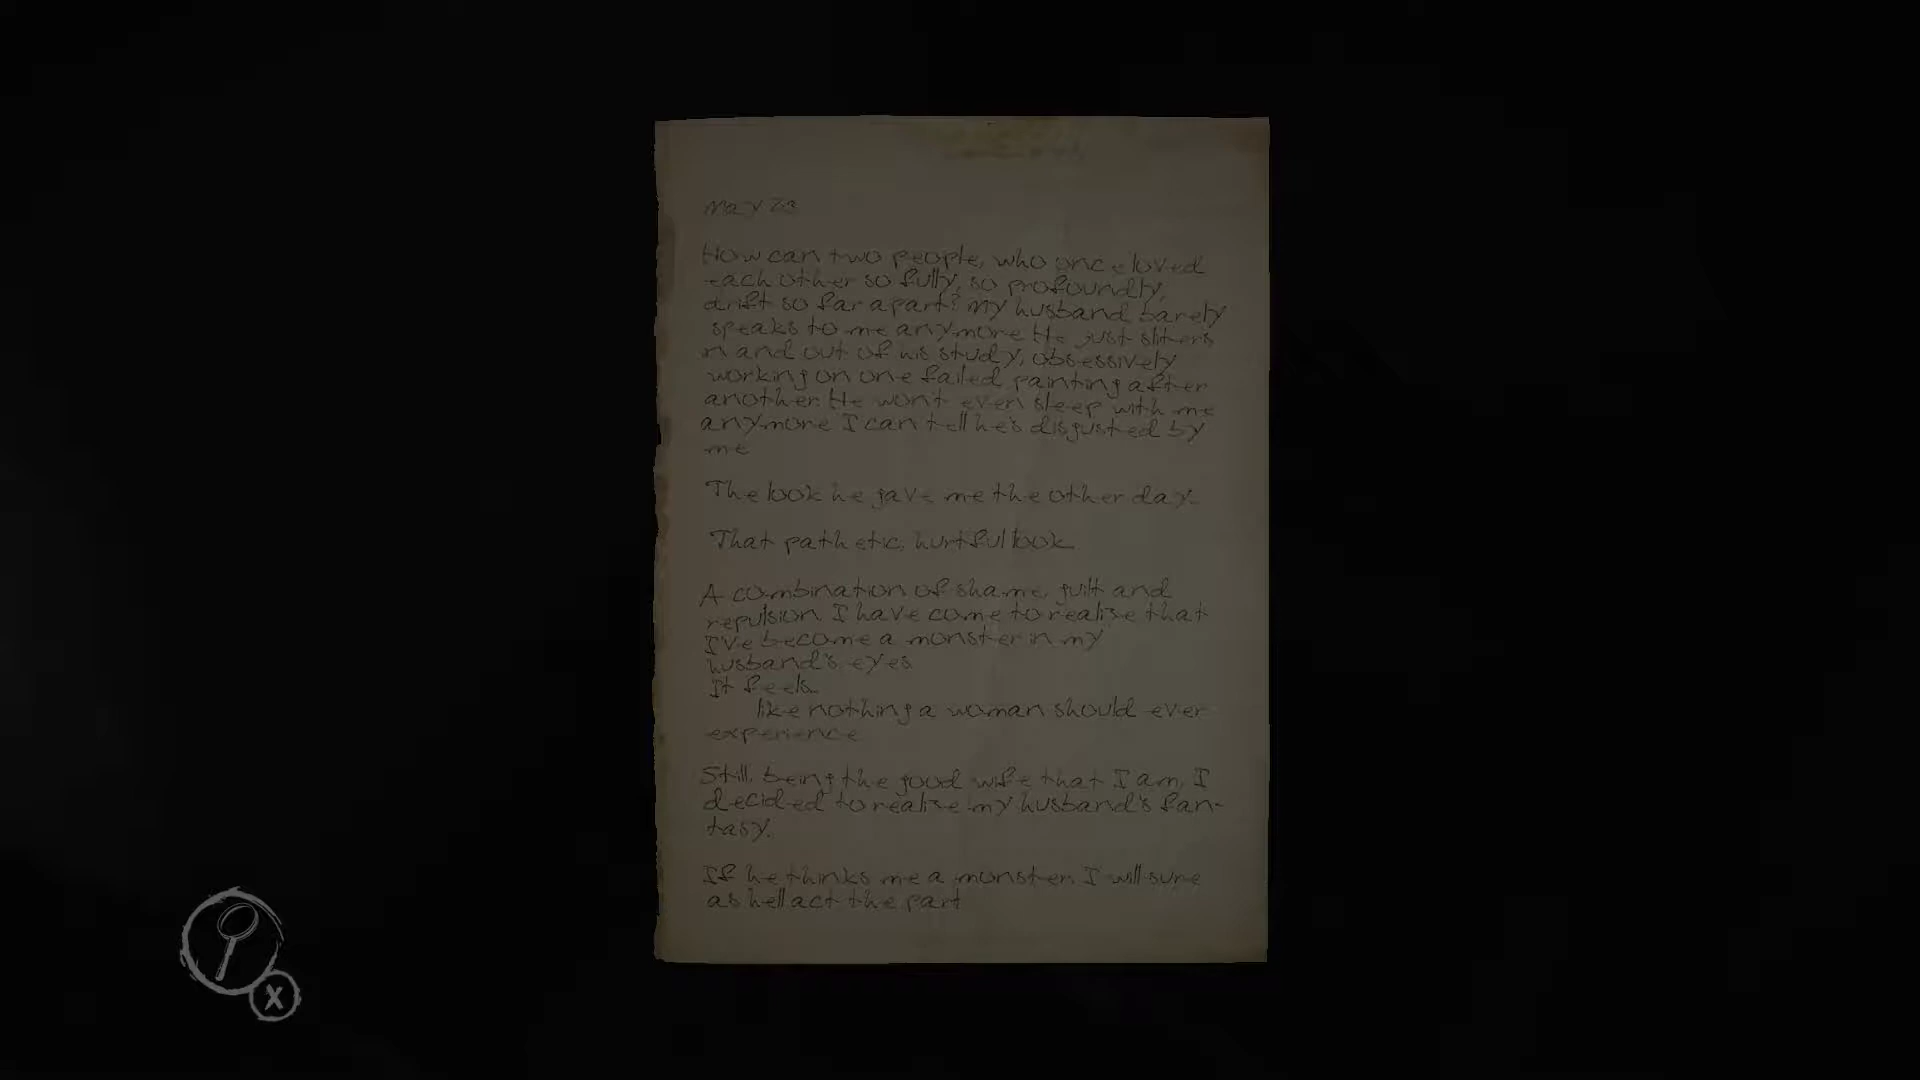 May 23
How can two people, who once loved
each other so fully, so profoundly,
drift so far apart? My husband barely
speaks to me anymore. He just slithers
in and out of his study, obsessively
working on one failed painting after
another. He won't even sleep with me
anymore. I can tell he's disgusted by
me.
The look he gave me the other day.
That pathetic, hurtful look.
A combination of shame, guilt and
repulsion. I have come to realize that
I've become a monster in my
husband's eyes.
It feels...
like nothing a woman should ever
experience.
Still, being the good wife that I am, I
decided to realize my husband's fan-
tasy.
If he thinks me a monster, I will sure
as hell act the part.
X